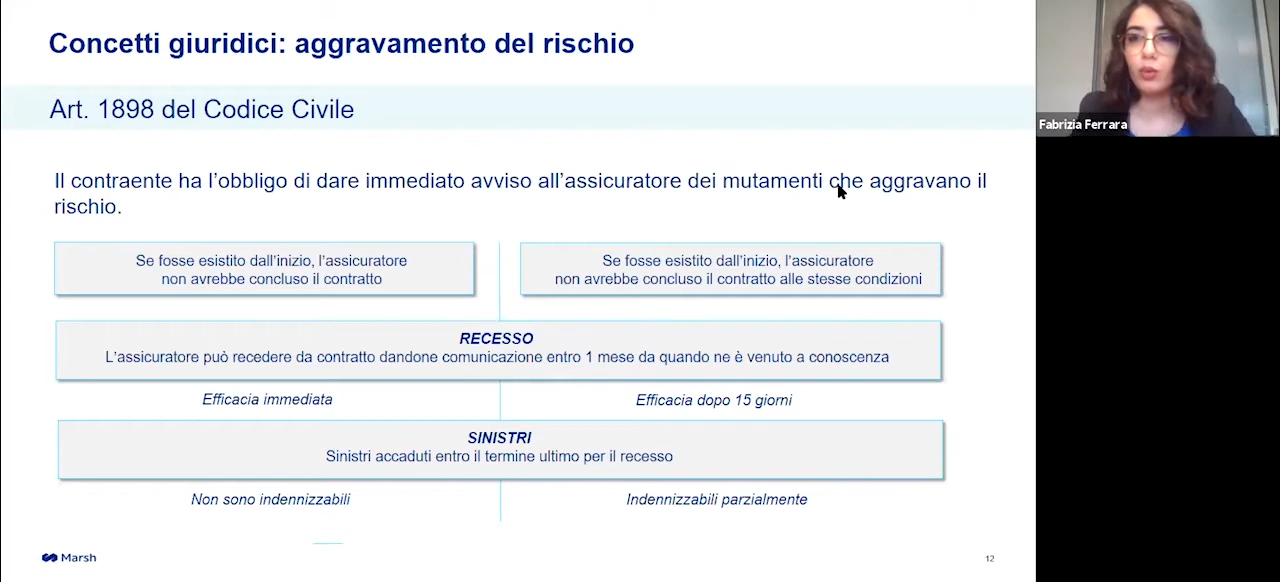 Concetti giuridici: aggravamento del rischio
Art. 1898 del Codice Civile
Il contraente ha l'obbligo di dare immediato avviso all'assicuratore dei mutamenti che aggravano il
rischio.
Se fosse esistito dall'inizio, l'assicuratore
non avrebbe concluso il contratto
Se fosse esistito dall'inizio, l'assicuratore
non avrebbe concluso il contratto alle stesse condizioni
RECESSO
L'assicuratore può recedere da contratto dandone comunicazione entro 1 mese da quando ne è venuto a conoscenza
Efficacia immediata
Efficacia dopo 15 giorni
SINISTRI
Sinistri accaduti entro il termine ultimo per il recesso
Non sono indennizzabili
Indennizzabili parzialmente
Marsh
12
Fabrizia Ferrara